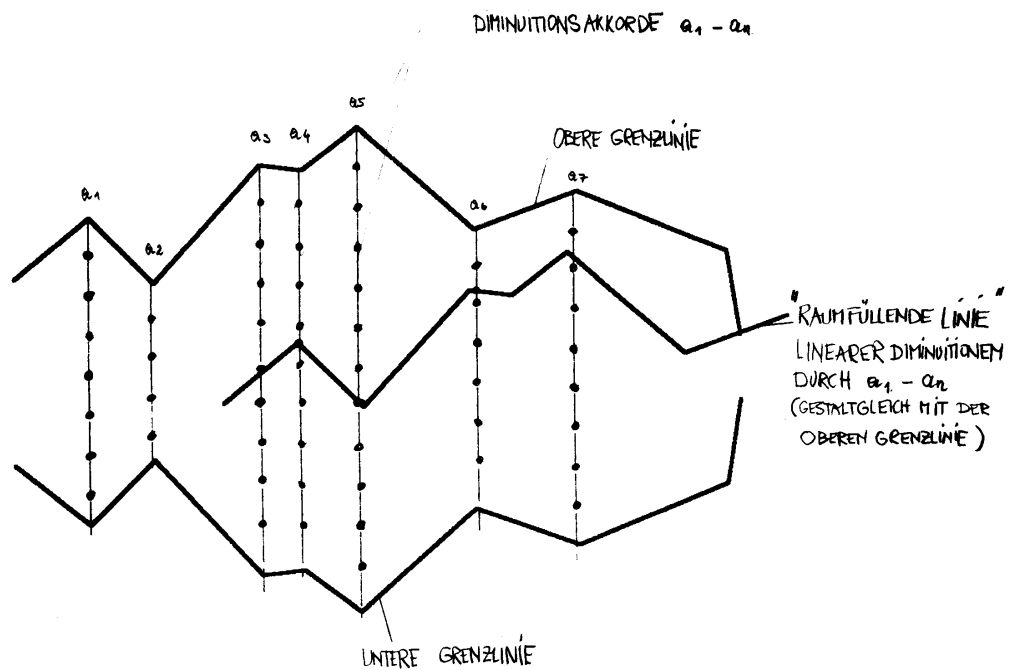 DIMINUITIONSAKKORDE a1 – an
a5
a3 a4
OBERE GRENZLINIE
a7
a1
a6
a2
"RAUMFÜLLENDE LINIE"
LINEARER DIMINUITIONEM
DURCH a1 – an
(GESTALTGLEICH MIT DER
OBEREN GRENZLINIE)
UNTERE GRENZLINIE